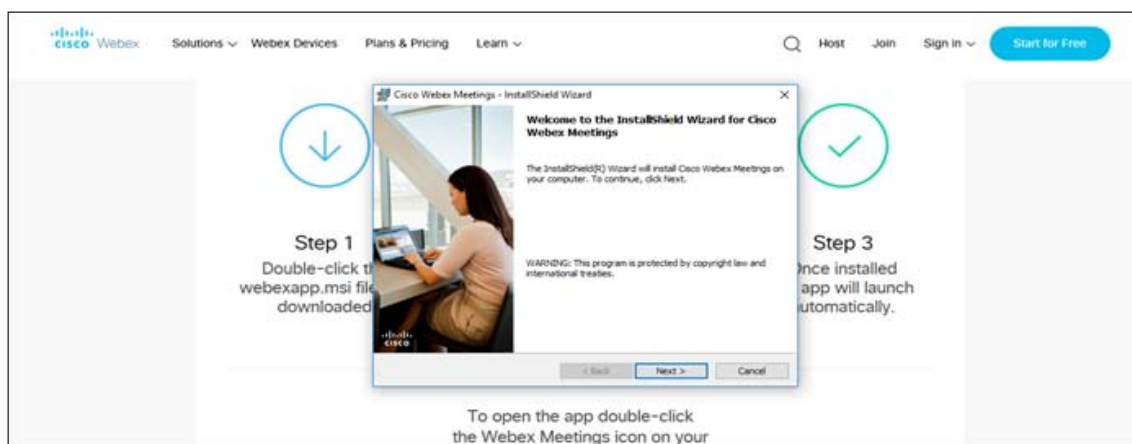 CISCO Webex Solutions Webex Devices Plans & Pricing Learn Host Join Sign in Start for Free
Cisco Webex Meetings - InstallShield Wizard
Welcome to the InstallShield Wizard for Cisco
Webex Meetings
The InstallShield(R) Wizard will install Cisco Webex Meetings on
your computer. To continue, click Next.
WARNING: This program is protected by copyright law and
international treaties.
CISCO
< Back Next > Cancel
Step 1
Double-click
webexapp.msi
downloaded
Step 3
installed
app will launch
To open the app double-click
the Webex Meetings icon on your